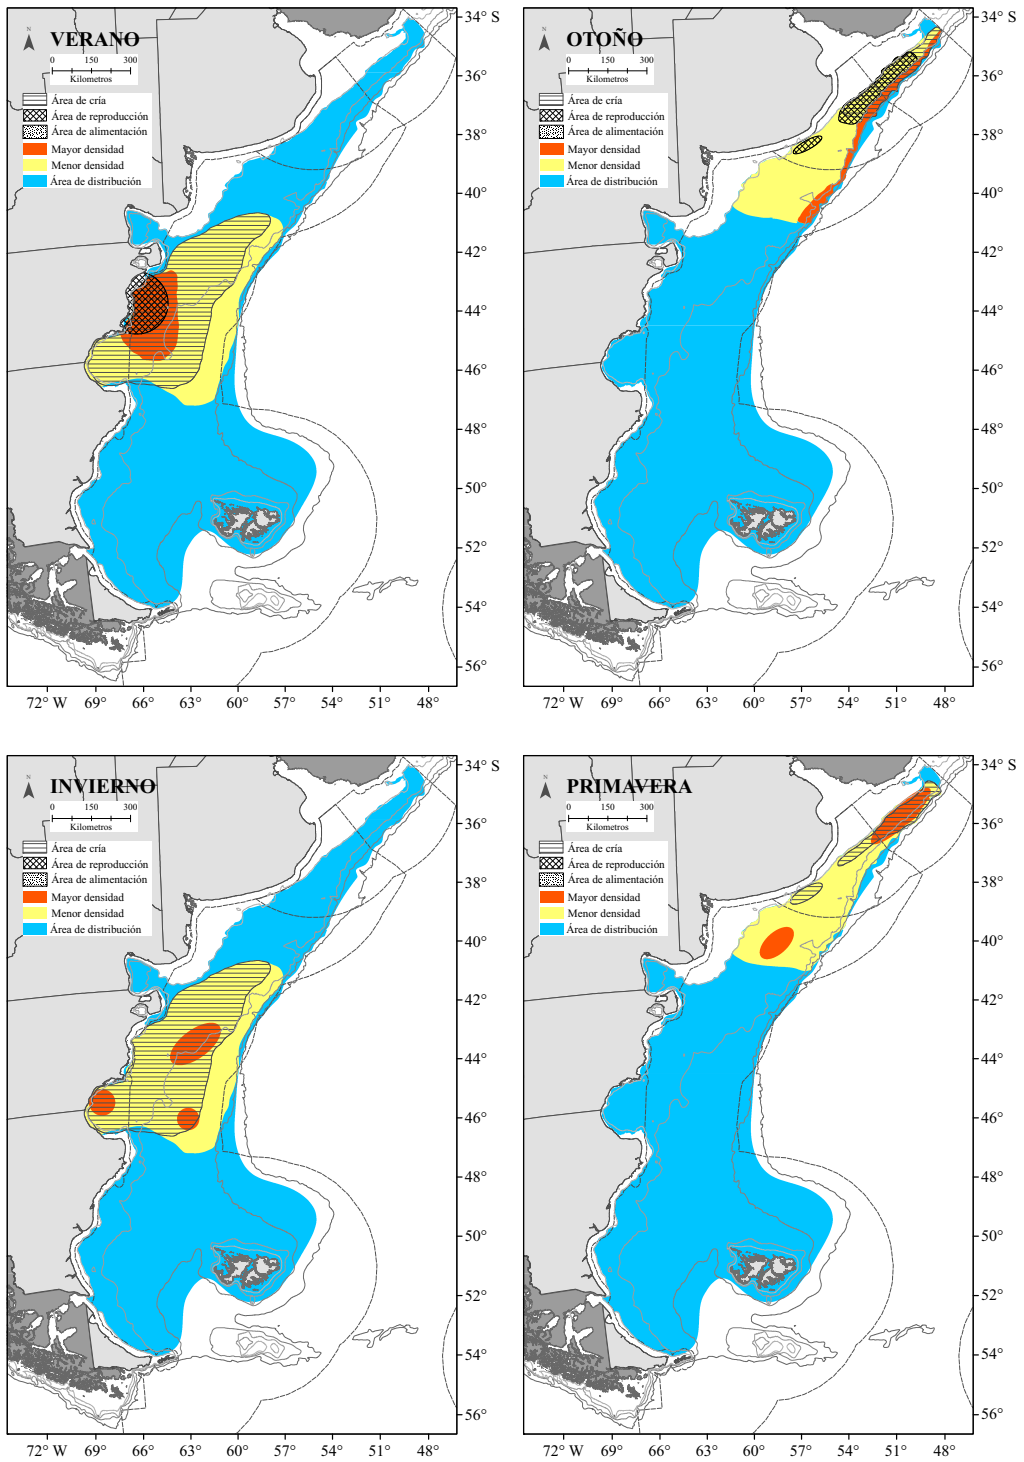 VERANO
N
0 150 300
Kilometros
Área de cría
Área de reproducción
Área de alimentación
Mayor densidad
Menor densidad
Área de distribución
72° W 69° 66° 63° 60° 57° 54° 51° 48°
OTOÑO
N
0 150 300
Kilometros
Área de cría
Área de reproducción
Área de alimentación
Mayor densidad
Menor densidad
Área de distribución
34° S
36°
38°
40°
42°
44°
46°
48°
50°
52°
54°
56°
72° W 69° 66° 63° 60° 57° 54° 51° 48°
34° S
36°
38°
40°
42°
44°
46°
48°
50°
52°
54°
56°
INVIERNO
N
0 150 300
Kilometros
Área de cría
Área de reproducción
Área de alimentación
Mayor densidad
Menor densidad
Área de distribución
34° S
36°
38°
40°
42°
44°
46°
48°
50°
52°
54°
56°
72° W 69° 66° 63° 60° 57° 54° 51° 48°
PRIMAVERA
N
0 150 300
Kilometros
Área de cría
Área de reproducción
Área de alimentación
Mayor densidad
Menor densidad
Área de distribución
34° S
36°
38°
40°
42°
44°
46°
48°
50°
52°
54°
56°
72° W 69° 66° 63° 60° 57° 54° 51° 48°